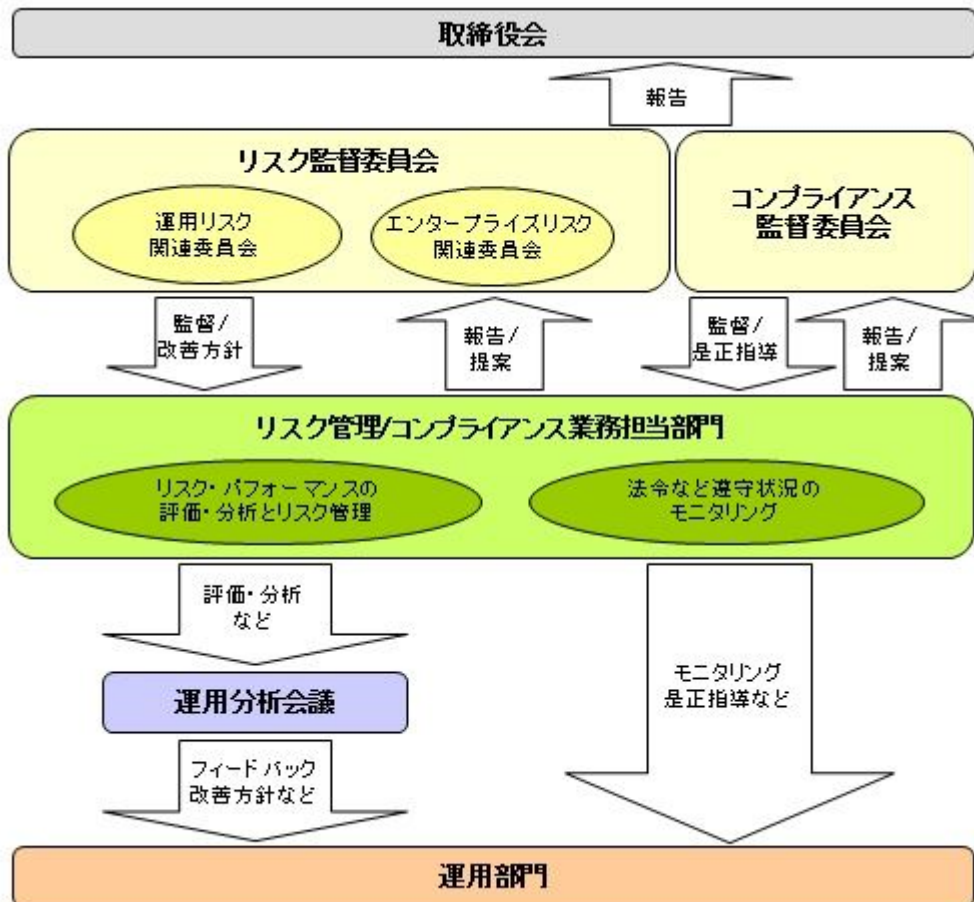 取締役会
報告
リスク監督委員会
運用リスク
関連委員会
エンタープライズリスク
関連委員会
コンプライアンス
監督委員会
監督/
改善方針
報告/
提案
監督/
是正指導
報告/
提案
リスク管理/コンプライアンス業務担当部門
リスク・パフォーマンスの
評価・分析とリスク管理
法令など遵守状況の
モニタリング
評価・分析
など
運用分析会議
モニタリング
是正指導など
フィードバック
改善方針など
運用部門